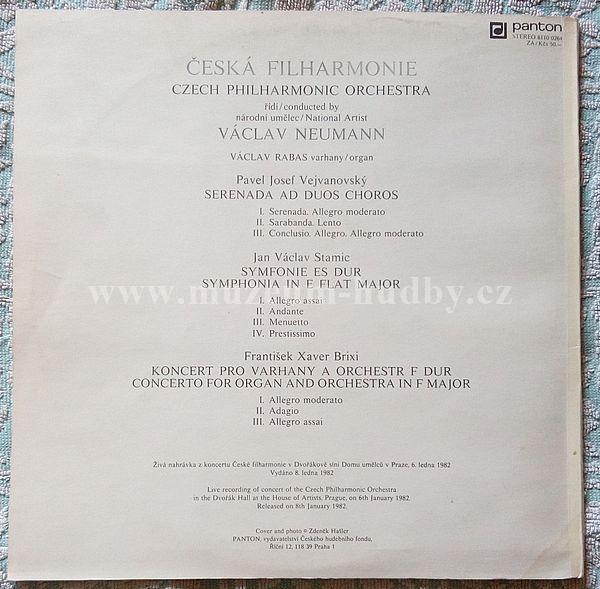 panton
STEREO 8110 0264
ZA/Kčs 50,—
ČESKÁ FILHARMONIE
CZECH PHILHARMONIC ORCHESTRA
řídí/conducted by
národní umělec/National Artist
VÁCLAV NEUMANN
VÁCLAV RABAS varhany/organ
Pavel Josef Vejvanovský
SERENADA AD DUOS CHOROS
I. Serenada. Allegro moderato
II. Sarabanda. Lento
III. Conclusio. Allegro. Allegro moderato
Jan Václav Stamic
SYMFONIE ES DUR
SYMPHONIA IN E FLAT MAJOR
www.muzeum-hudby.cz
I. Allegro assai
II. Andante
III. Menuetto
IV. Prestissimo
František Xaver Brixi
KONCERT PRO VARHANY A ORCHESTR F DUR
CONCERTO FOR ORGAN AND ORCHESTRA IN F MAJOR
I. Allegro moderato
II. Adagio
III. Allegro assai
Živá nahrávka z koncertu České filharmonie v Dvořákově síni Domu umělců v Praze, 6. ledna 1982
Vydáno 8. ledna 1982
Live recording of concert of the Czech Philharmonic Orchestra
in the Dvořák Hall at the House of Artists, Prague, on 6th January 1982.
Released on 8th January 1982.
Cover and photo © Zdeněk Hašler
PANTON, vydavatelství Českého hudebního fondu,
Říční 12, 118 39 Praha 1